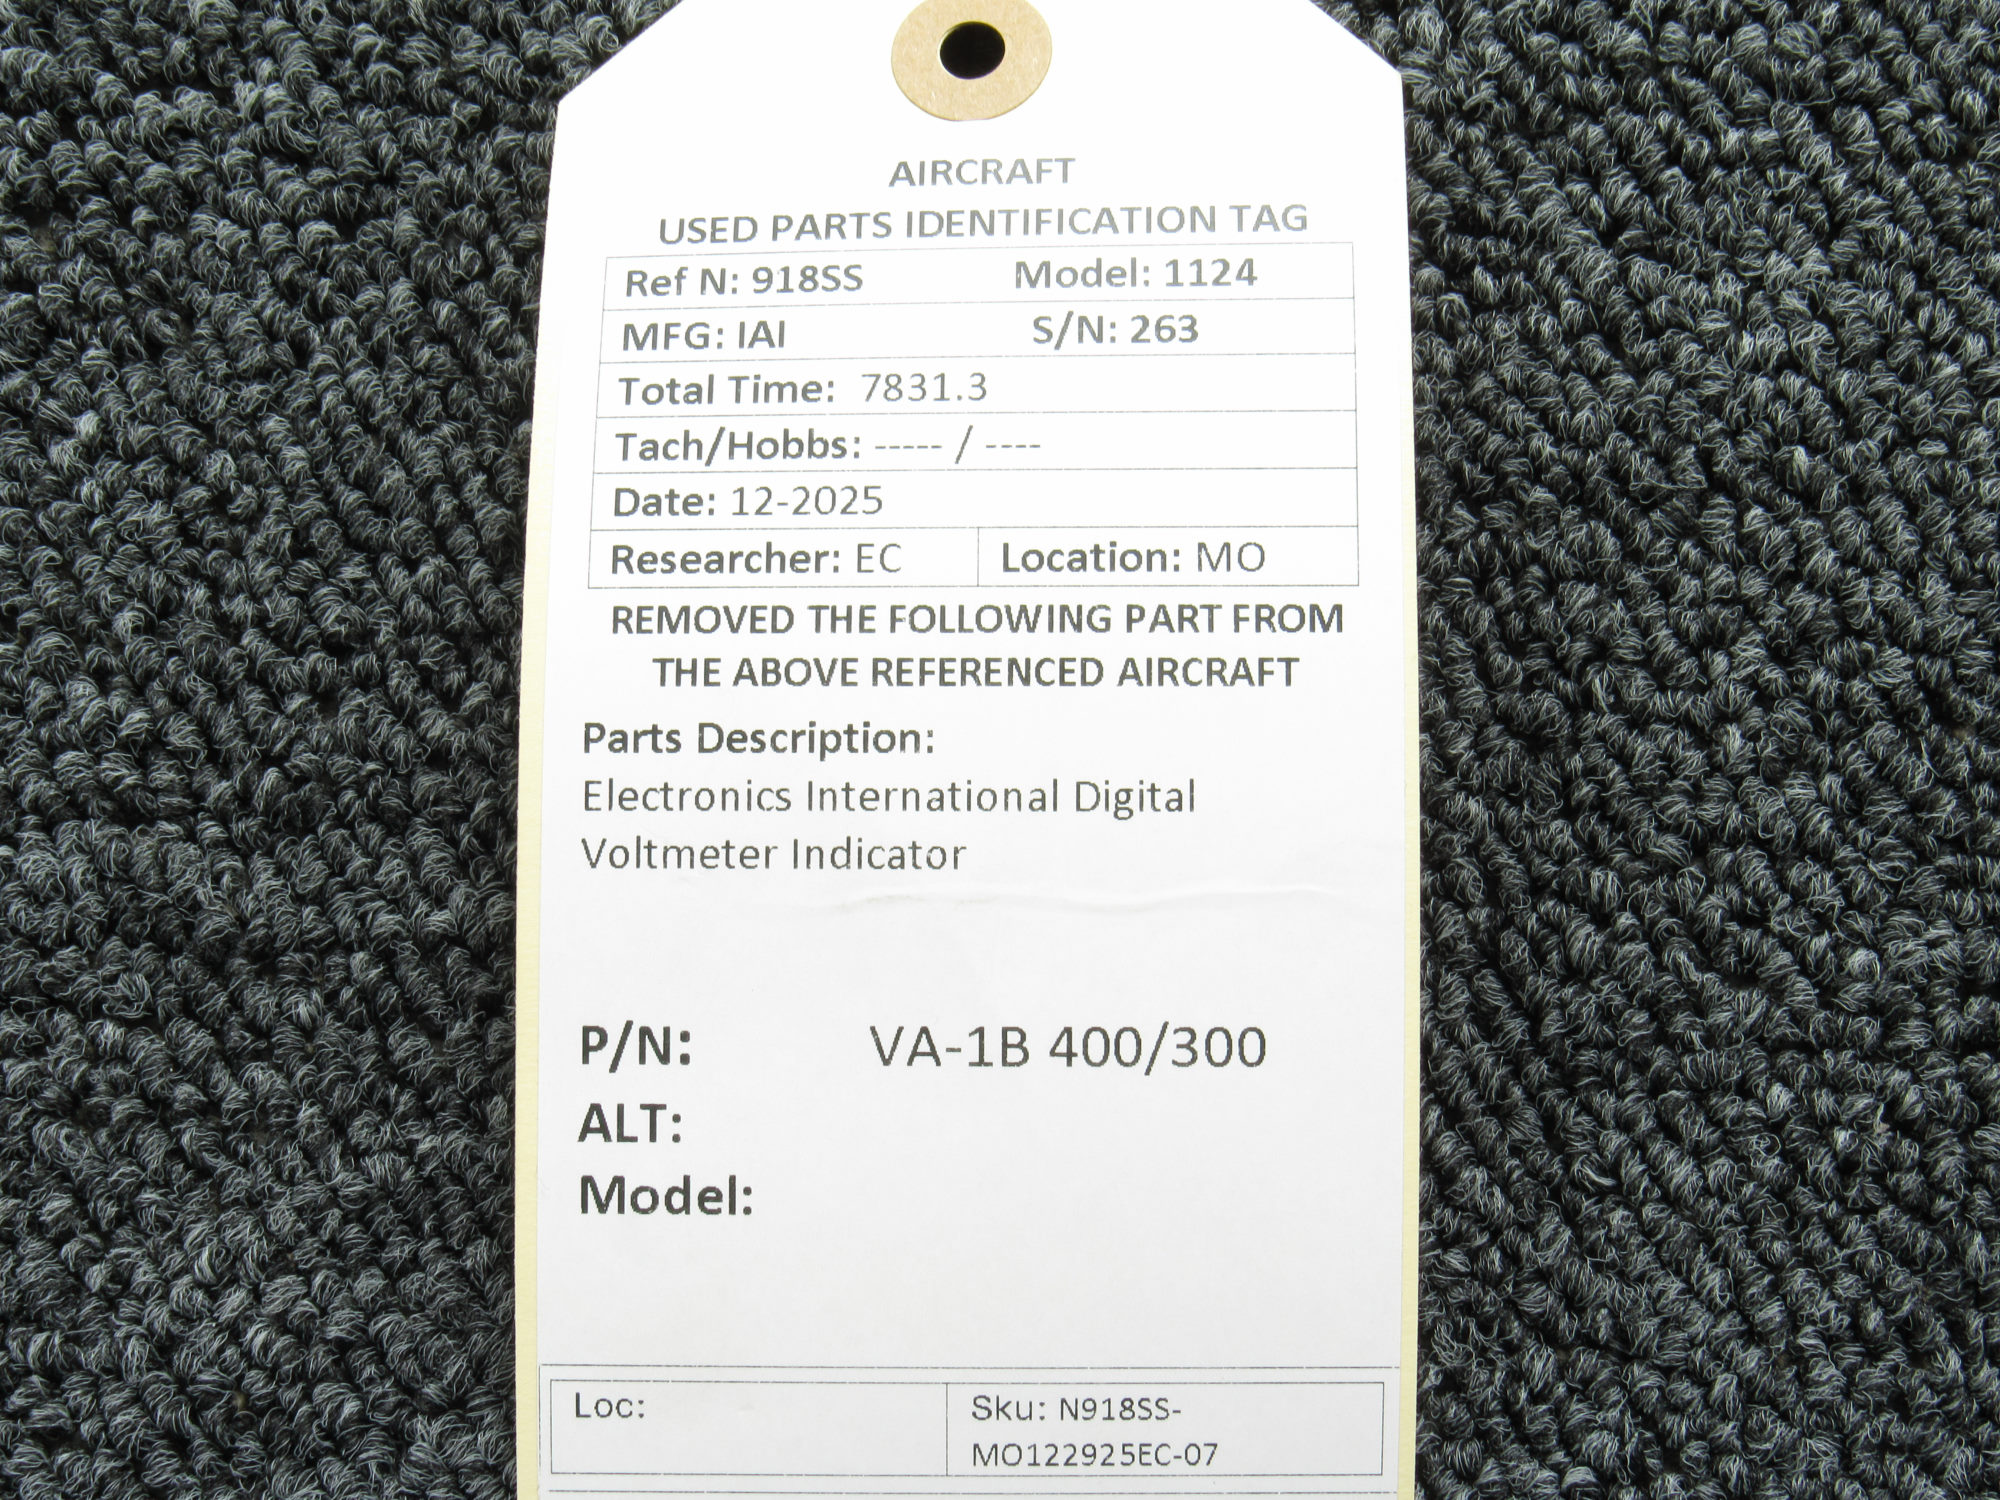 AIRCRAFT
USED PARTS IDENTIFICATION TAG
Ref N: 918SS Model: 1124
MFG: IAI S/N: 263
Total Time: 7831.3
Tach/Hobbs: ----- / ----
Date: 12-2025
Researcher: EC Location: MO
REMOVED THE FOLLOWING PART FROM
THE ABOVE REFERENCED AIRCRAFT
Parts Description:
Electronics International Digital
Voltmeter Indicator
P/N: VA-1B 400/300
ALT:
Model:
Loc: Sku: N918SS-
MO122925EC-07